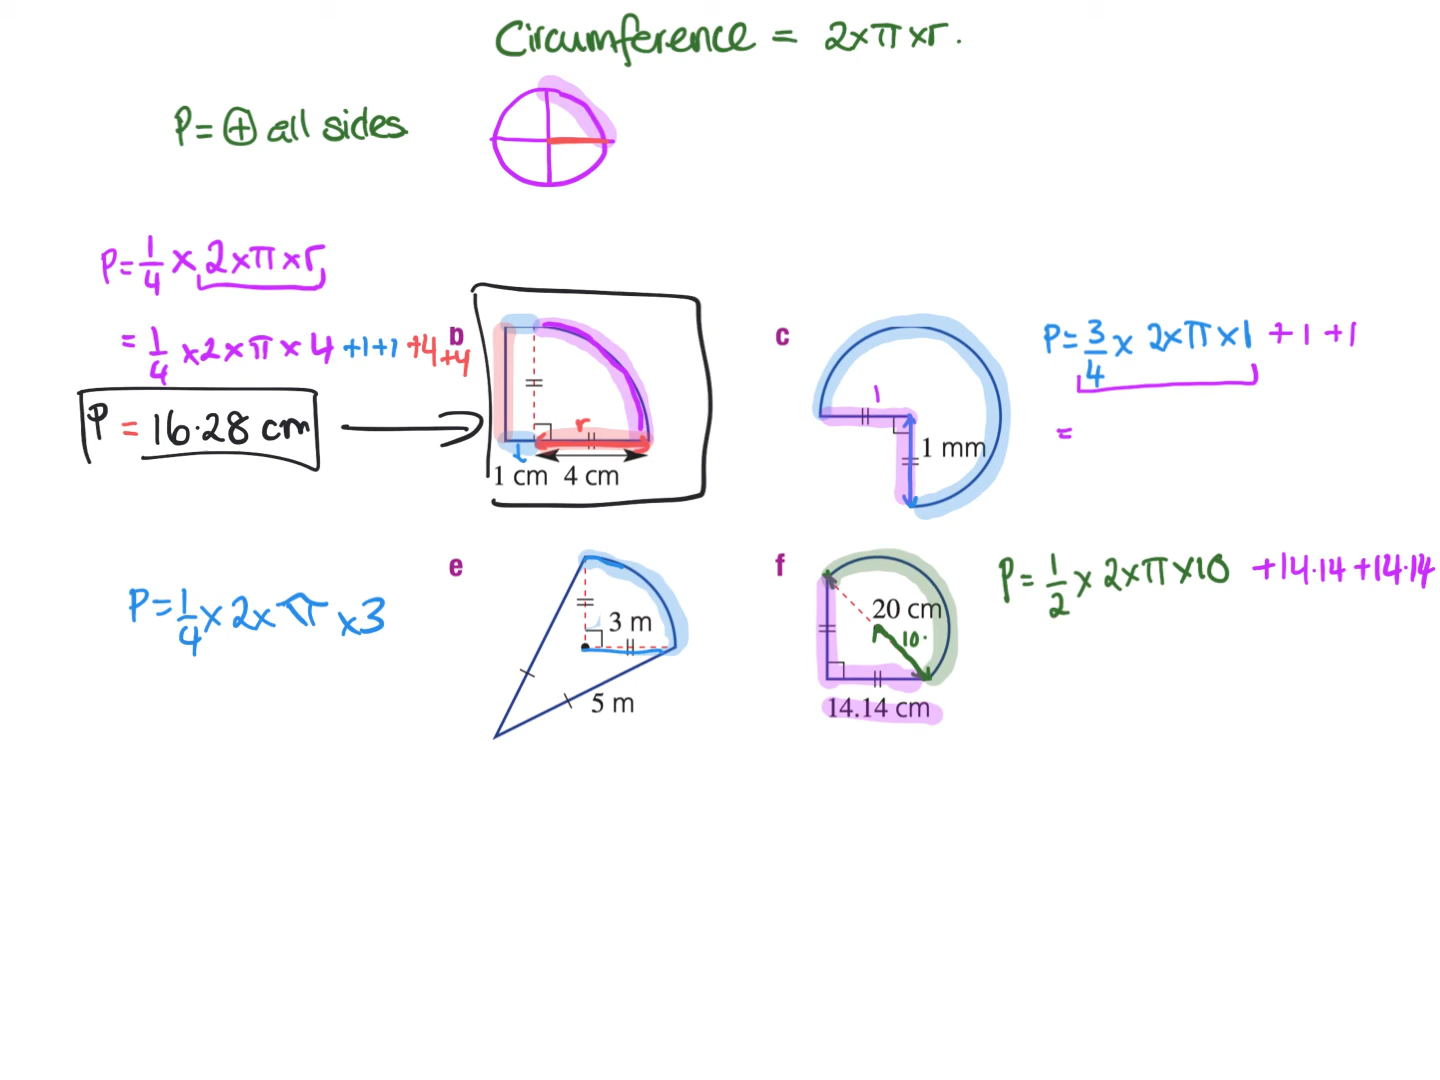 Circumference = 2×π×r.
P= ⊕ all sides
P= 1/4 × 2×π×r
= 1/4 ×2×π×4 +1+1 +4+4
P = 16.28 cm
b
r
1
1 cm 4 cm
c
1
1 mm
P= 3/4 × 2×π×1 +1 +1
=
P= 1/4 × 2× π ×3
e
3 m
5 m
f
20 cm
10.
14.14 cm
P= 1/2 × 2×π×10 +14.14+14.14